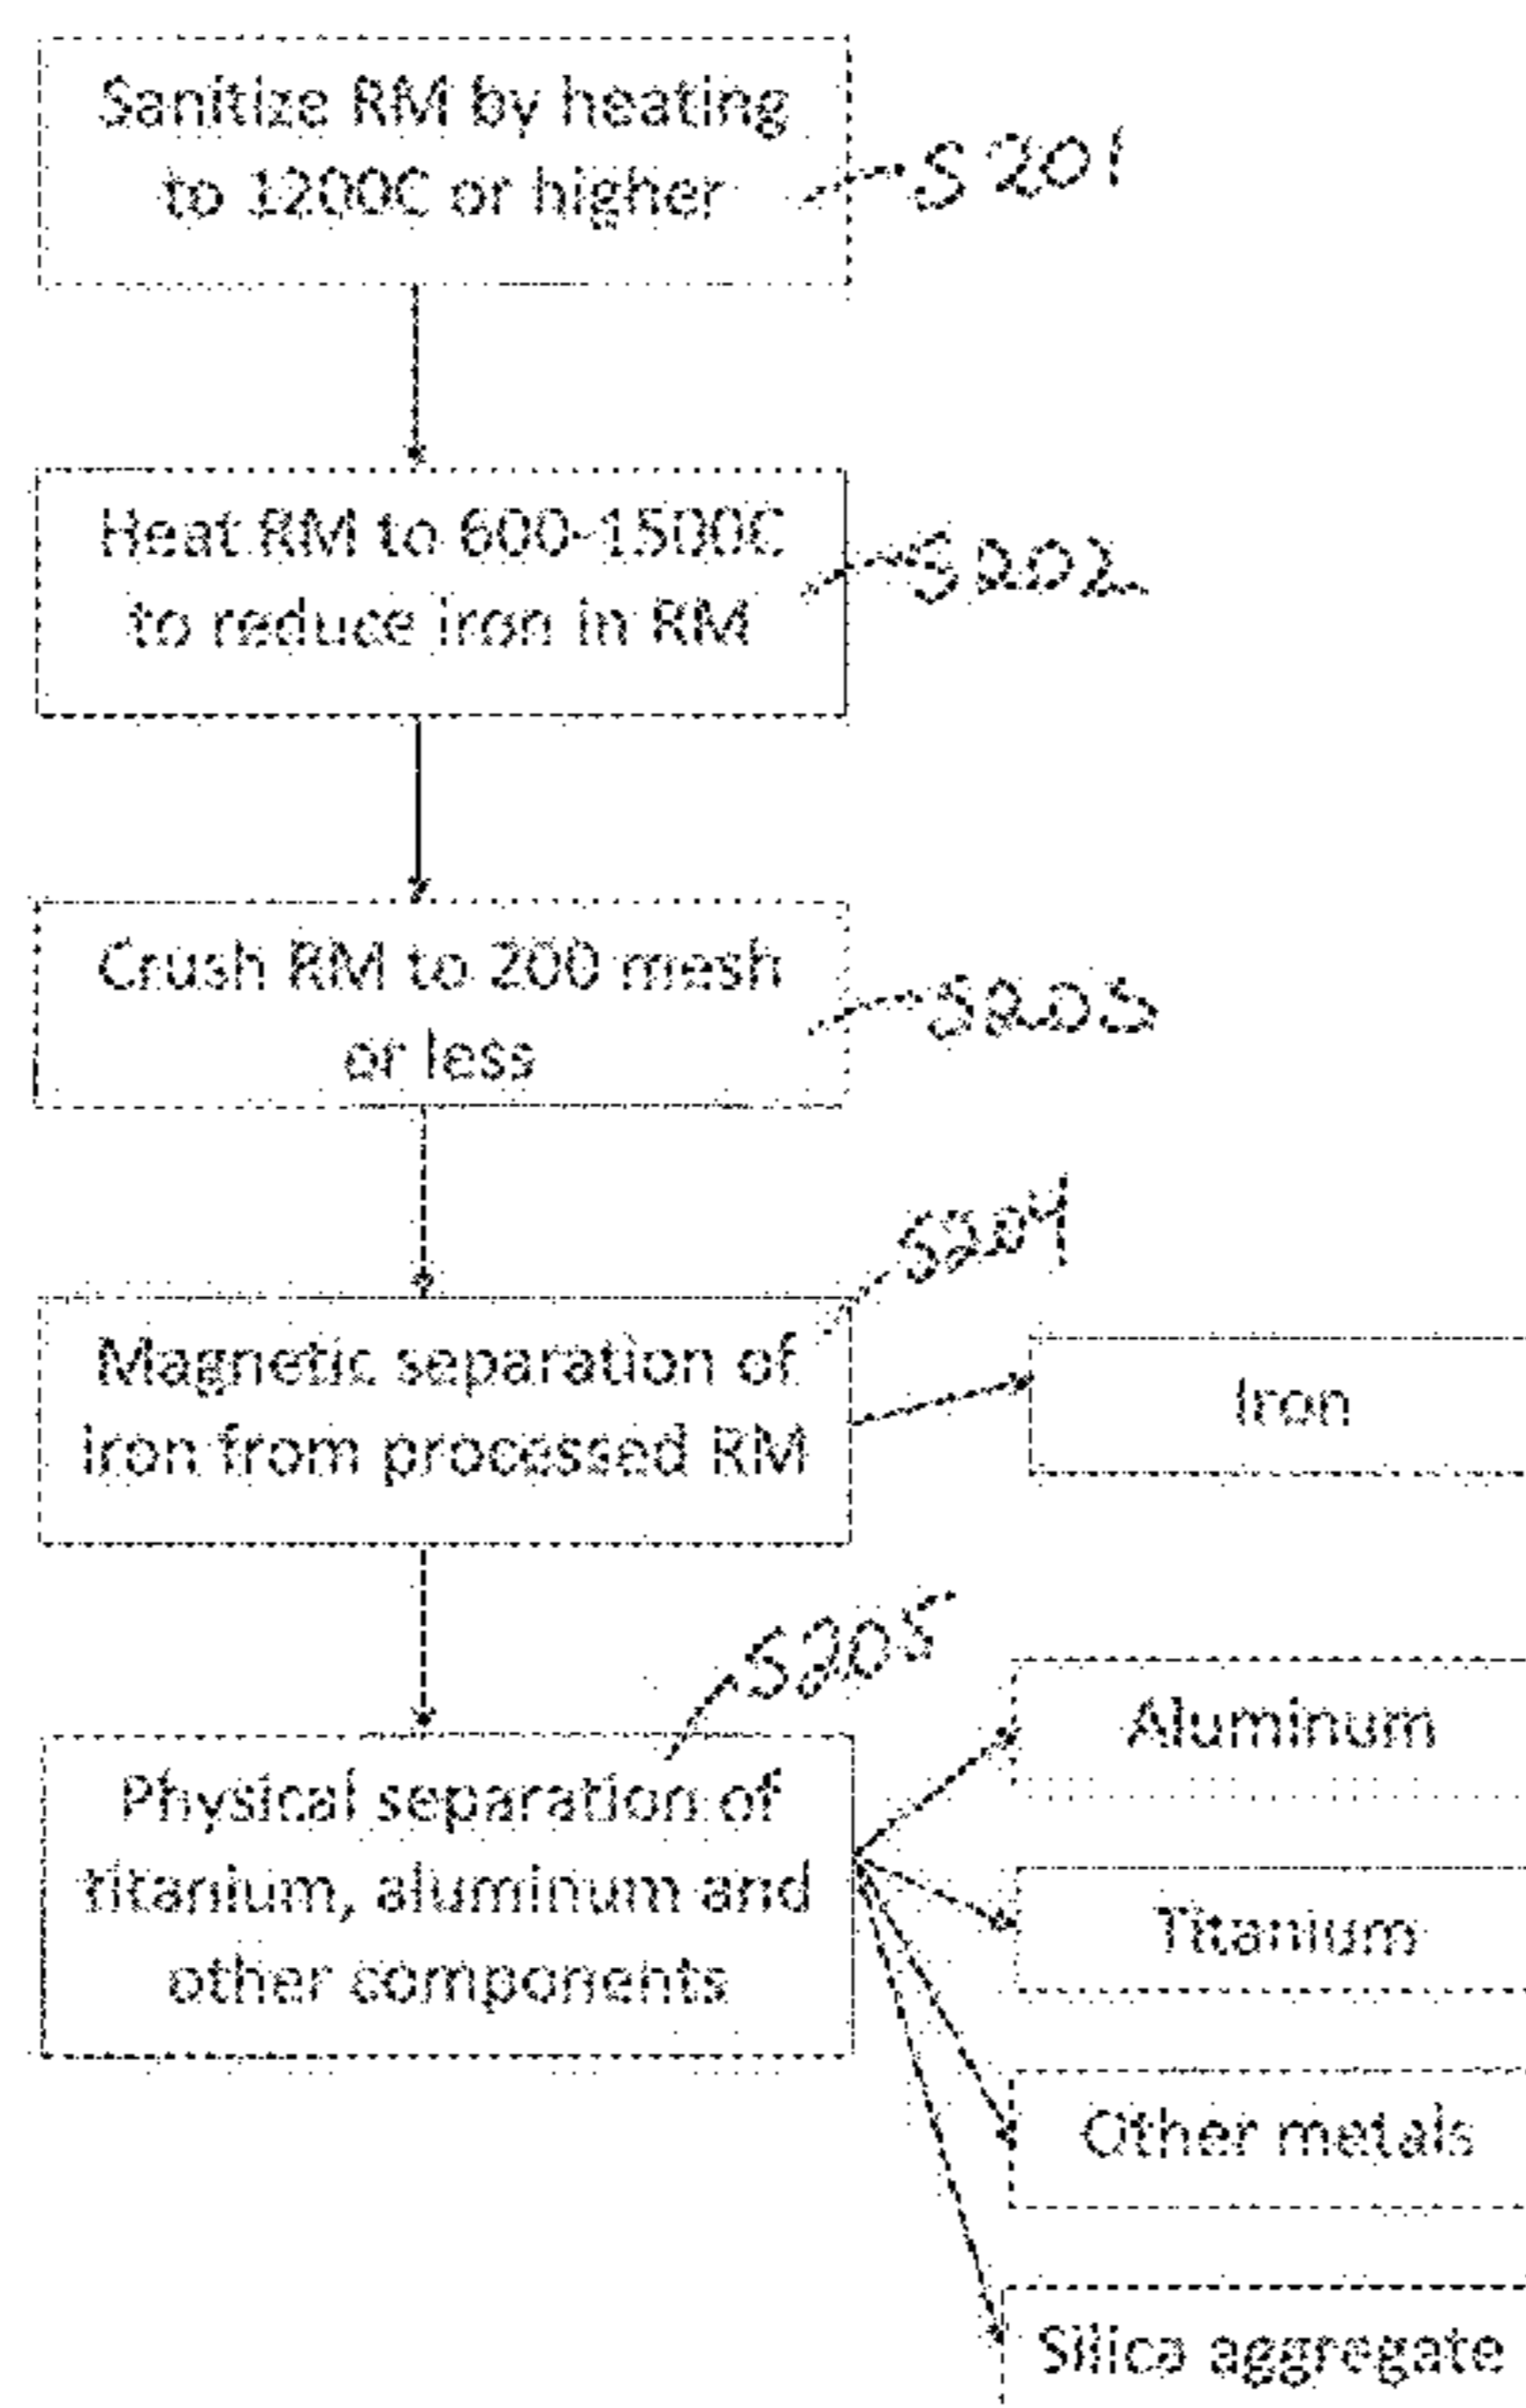 Sanitize RM by heating
to 1200C or higher
S201
Heat RM to 600-1500C
to reduce iron in RM
S202
Crush RM to 200 mesh
or less
S203
S204
Magnetic separation of
iron from processed RM
Iron
S205
Physical separation of
titanium, aluminum and
other components
Aluminum
Titanium
Other metals
Silica aggregate